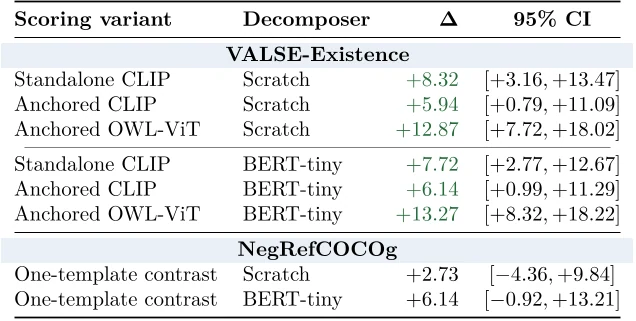 Scoring variant Decomposer Δ 95% CI
VALSE-Existence
Standalone CLIP Scratch +8.32 [+3.16, +13.47]
Anchored CLIP Scratch +5.94 [+0.79, +11.09]
Anchored OWL-ViT Scratch +12.87 [+7.72, +18.02]
Standalone CLIP BERT-tiny +7.72 [+2.77, +12.67]
Anchored CLIP BERT-tiny +6.14 [+0.99, +11.29]
Anchored OWL-ViT BERT-tiny +13.27 [+8.32, +18.22]
NegRefCOCOg
One-template contrast Scratch +2.73 [−4.36, +9.84]
One-template contrast BERT-tiny +6.14 [−0.92, +13.21]